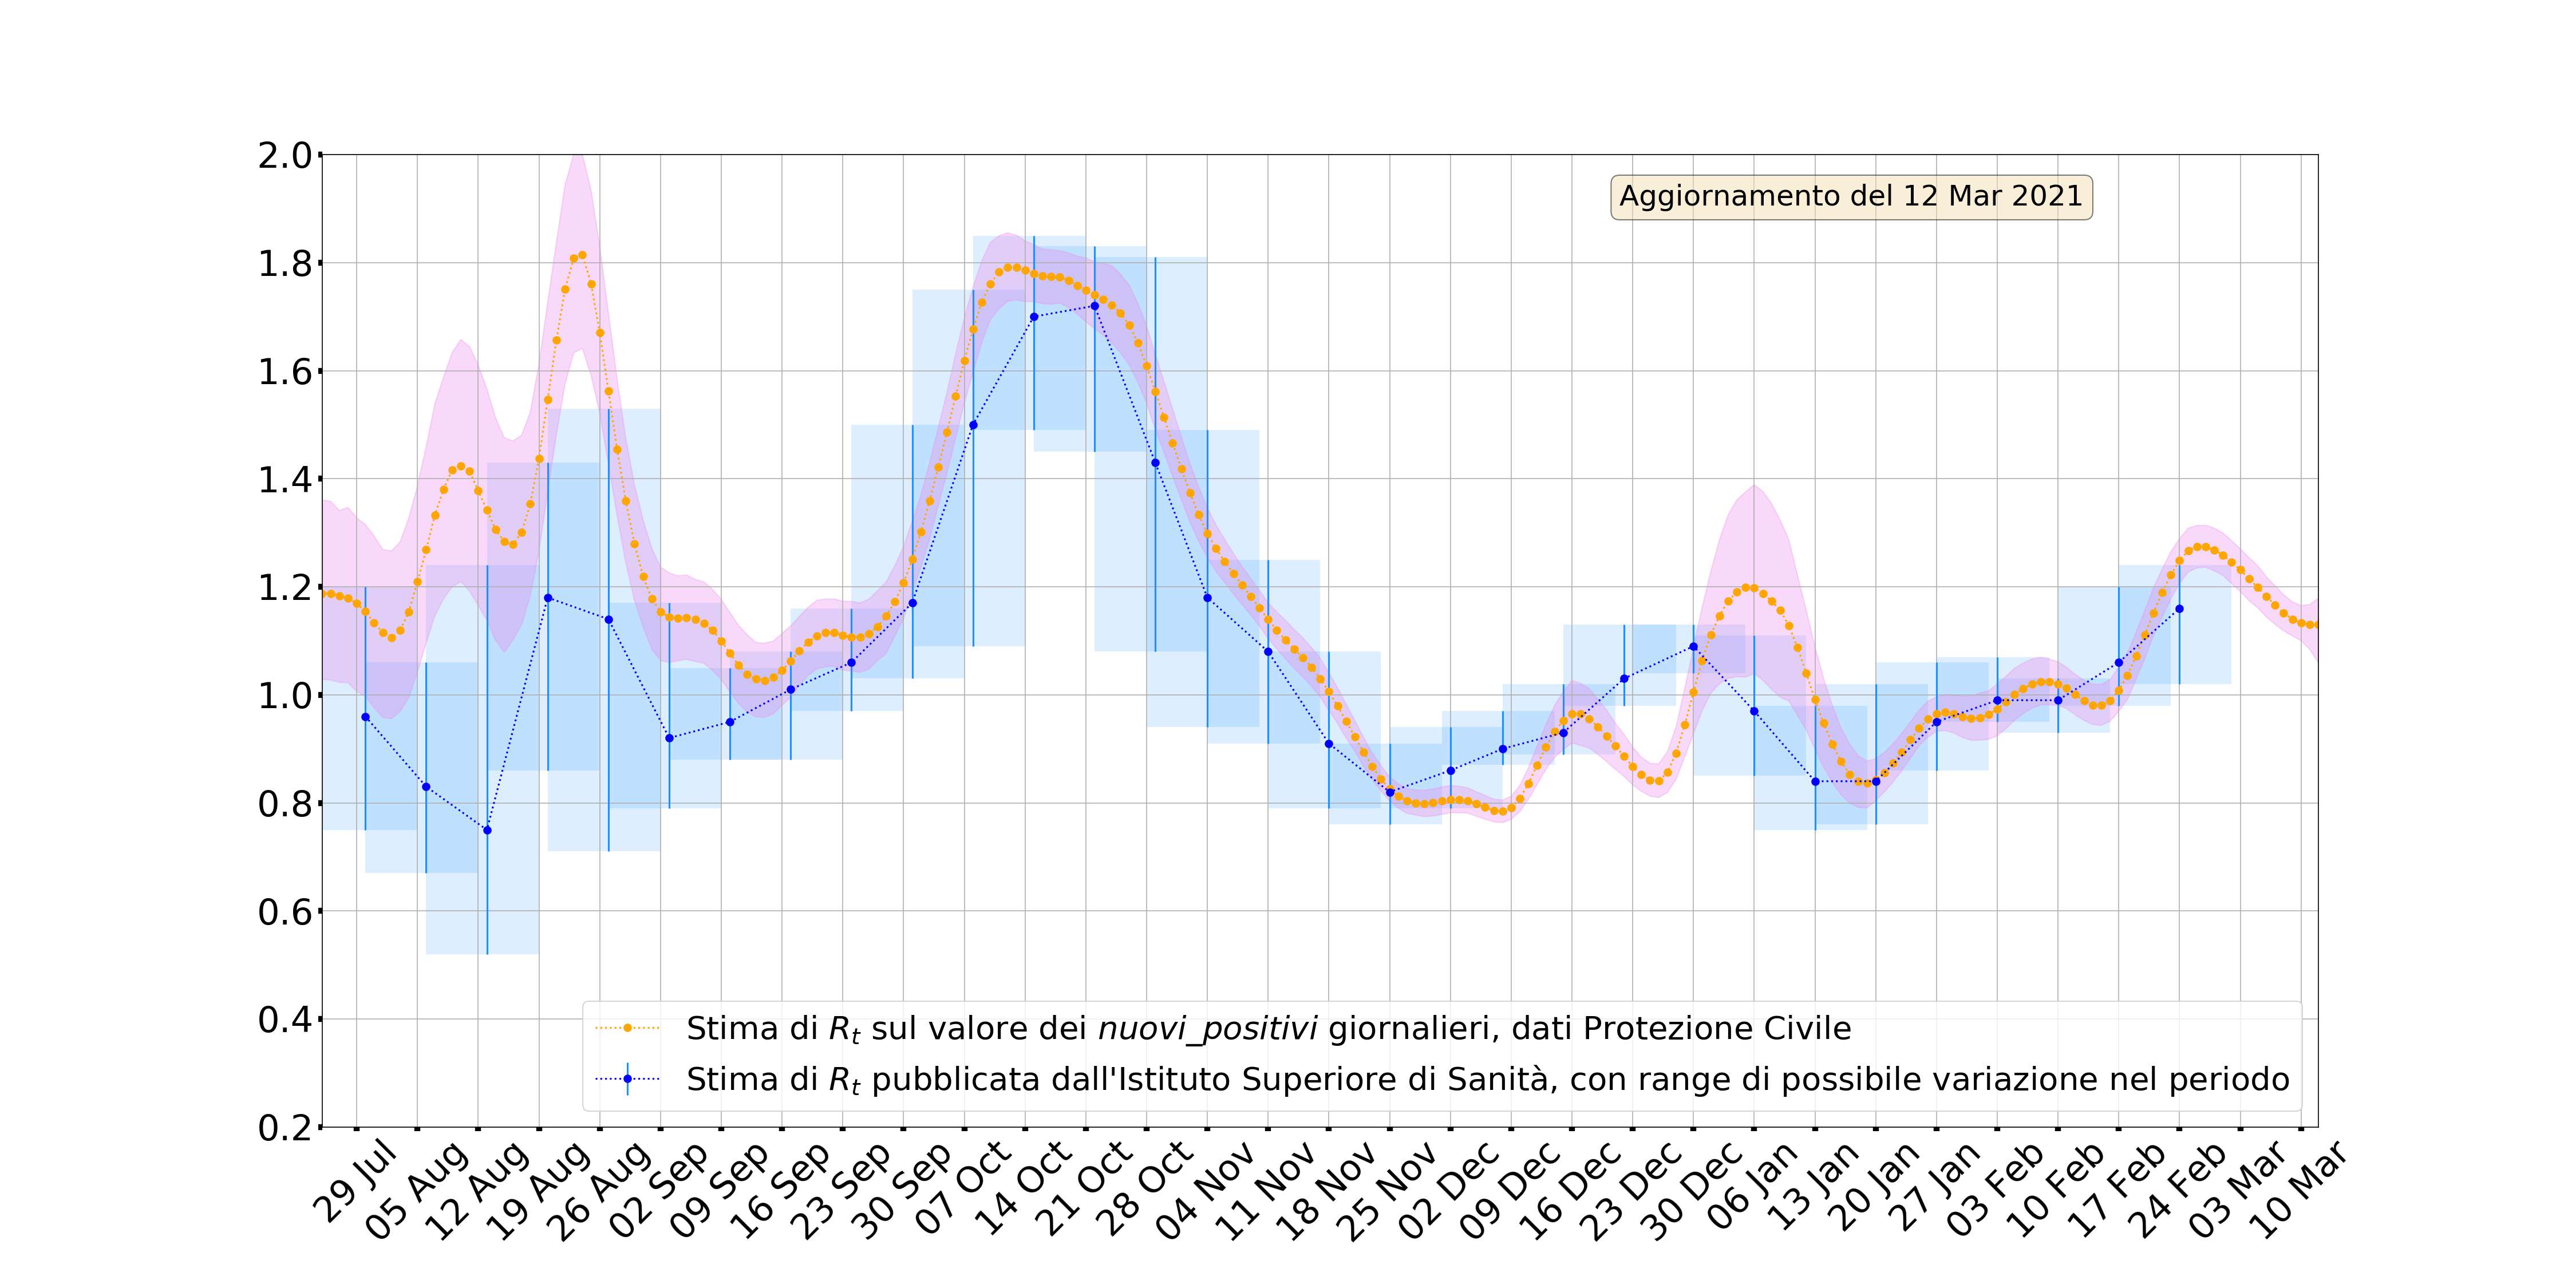 2.0
1.8
1.6
1.4
1.2
1.0
0.8
0.6
0.4
0.2
Aggiornamento del 12 Mar 2021
Stima di Rt sul valore dei nuovi_positivi giornalieri, dati Protezione Civile
Stima di Rt pubblicata dall'Istituto Superiore di Sanità, con range di possibile variazione nel periodo
29 Jul
05 Aug
12 Aug
19 Aug
26 Aug
02 Sep
09 Sep
16 Sep
23 Sep
30 Sep
07 Oct
14 Oct
21 Oct
28 Oct
04 Nov
11 Nov
18 Nov
25 Nov
02 Dec
09 Dec
16 Dec
23 Dec
30 Dec
06 Jan
13 Jan
20 Jan
27 Jan
03 Feb
10 Feb
17 Feb
24 Feb
03 Mar
10 Mar